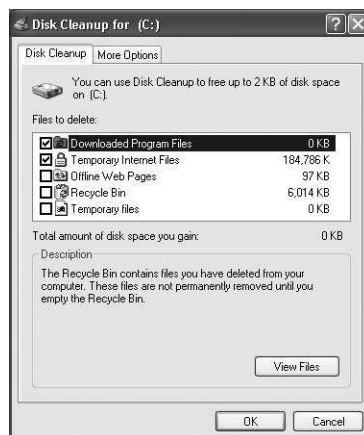 Disk Cleanup for (C:)
Disk Cleanup
More Options
You can use Disk Cleanup to free up to 2 KB of disk space
on (C:).
Files to delete:
Downloaded Program Files 0 KB
Temporary Internet Files 184,786 K
Offline Web Pages 97 KB
Recycle Bin 6,014 KB
Temporary files 0 KB
Total amount of disk space you gain: 0 KB
Description
The Recycle Bin contains files you have deleted from your
computer. These files are not permanently removed until you
empty the Recycle Bin.
View Files
OK Cancel